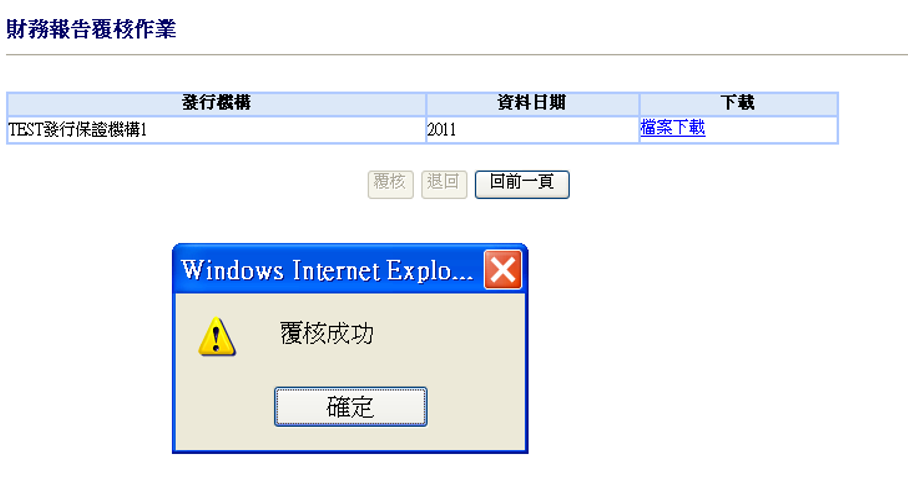 財務報告覆核作業
發行機構 資料日期 下載
TEST發行保證機構1 2011 檔案下載
覆核 退回 回前一頁
Windows Internet Explo...
覆核成功
確定